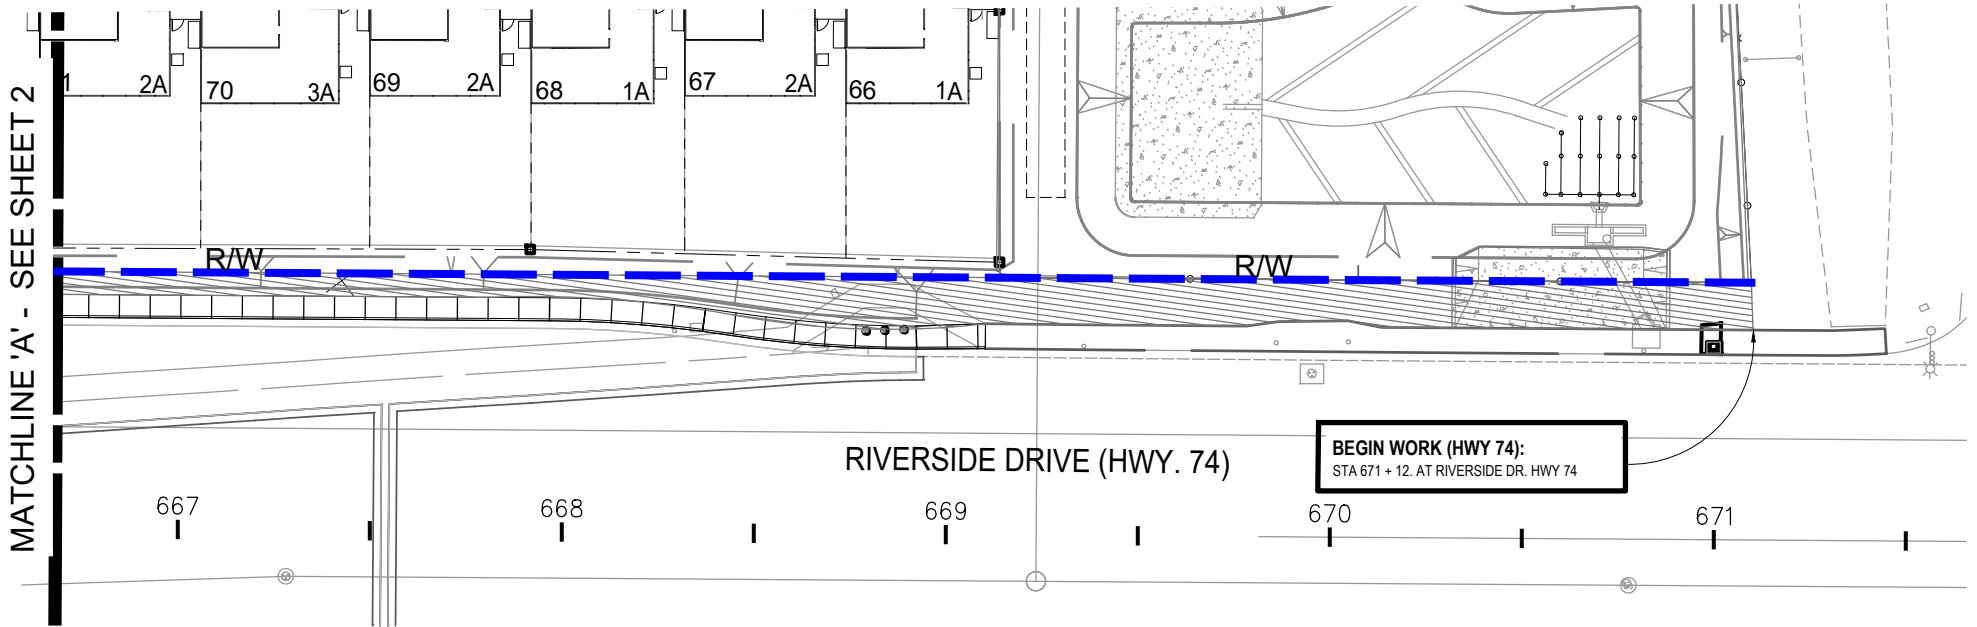 MATCHLINE 'A' - SEE SHEET 2
1 2A 70 3A 69 2A 68 1A 67 2A 66 1A
R/W R/W
RIVERSIDE DRIVE (HWY. 74)
BEGIN WORK (HWY 74):
STA 671 + 12. AT RIVERSIDE DR. HWY 74
667 668 669 670 671